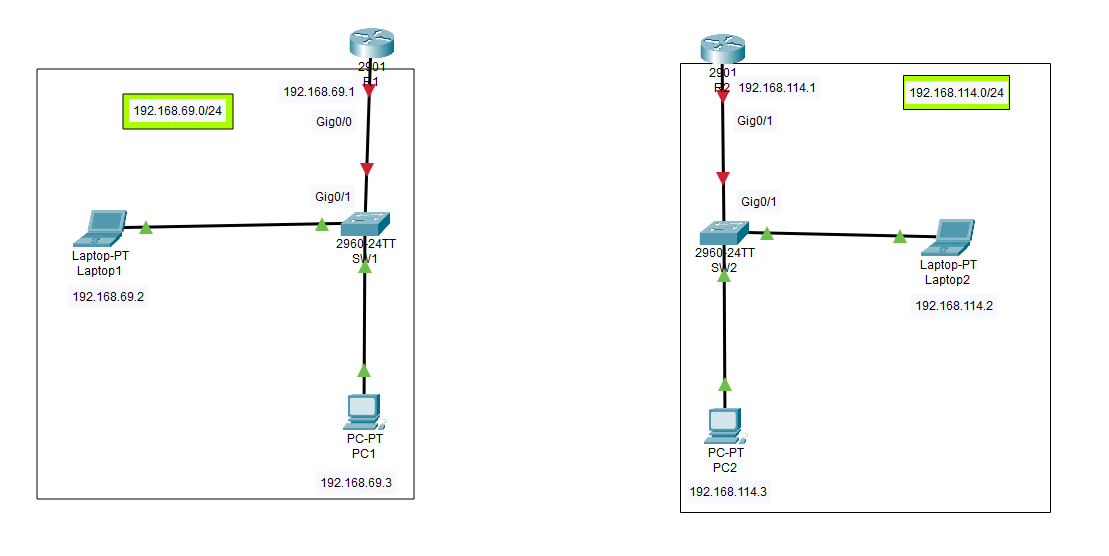 2901
R1
192.168.69.1
192.168.69.0/24
Gig0/0
Gig0/1
2960-24TT
SW1
Laptop-PT
Laptop1
192.168.69.2
PC-PT
PC1
192.168.69.3
2901
R2
192.168.114.1
192.168.114.0/24
Gig0/1
Gig0/1
2960-24TT
SW2
Laptop-PT
Laptop2
192.168.114.2
PC-PT
PC2
192.168.114.3